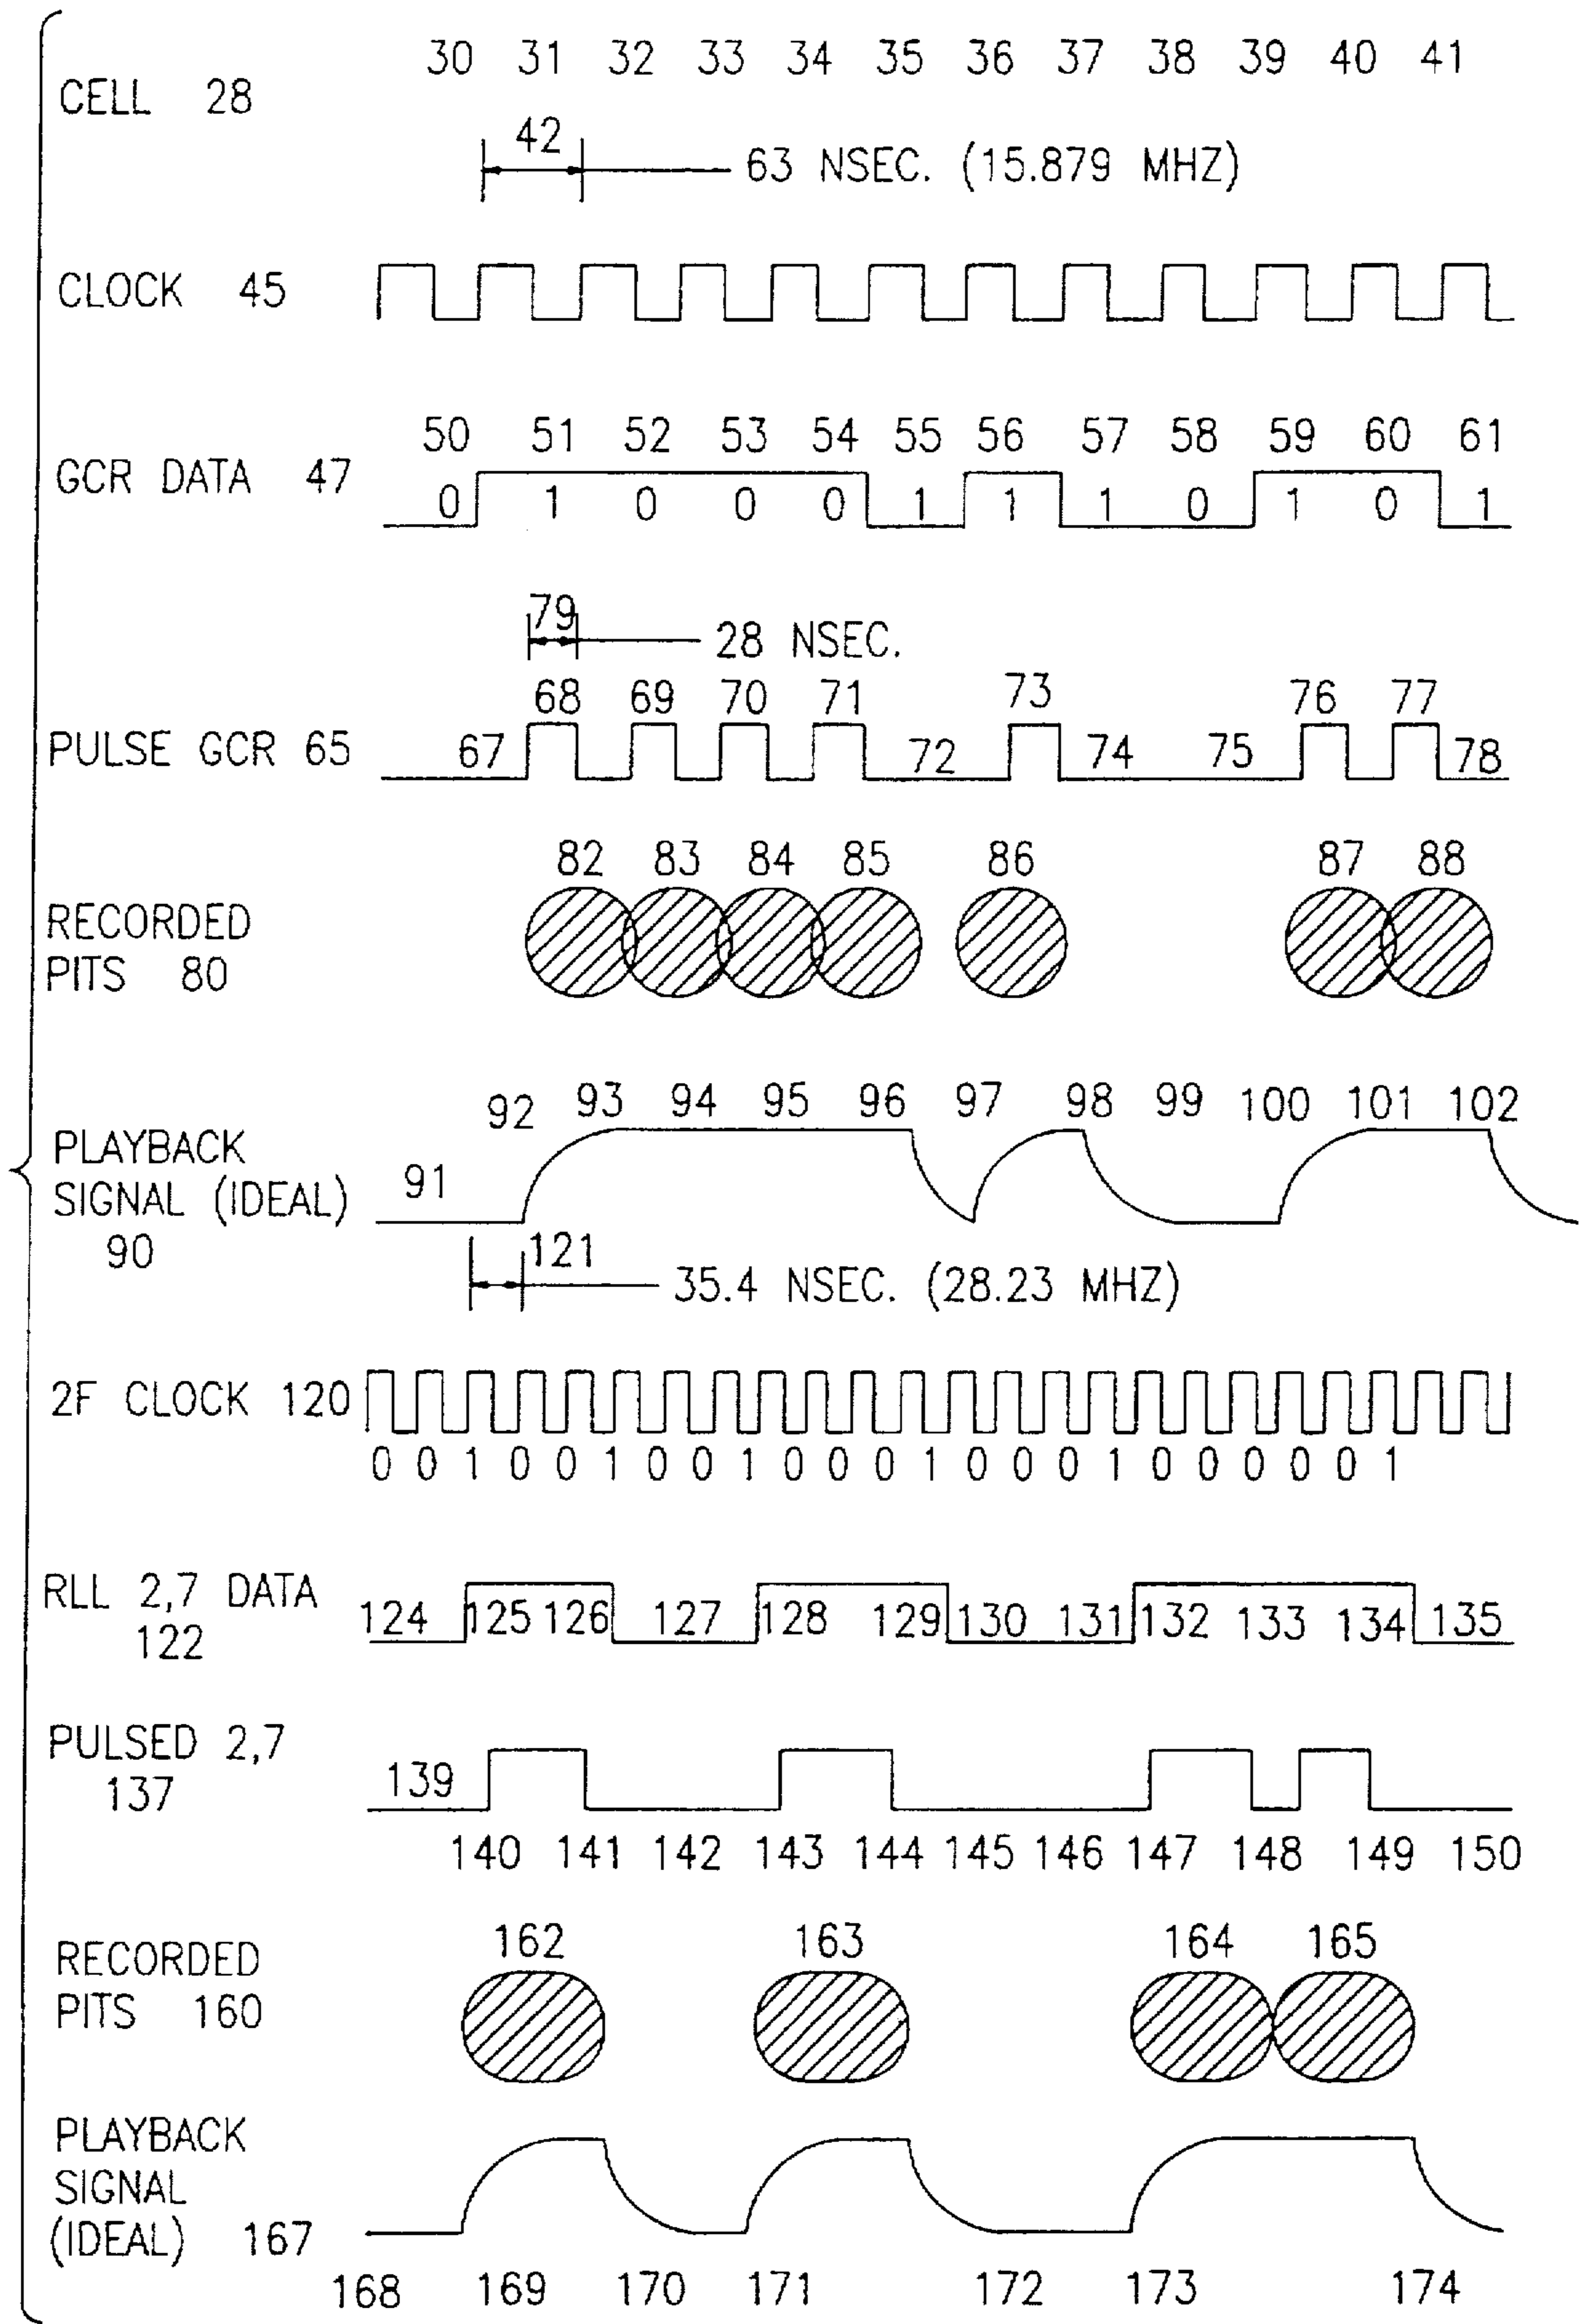 30 31 32 33 34 35 36 37 38 39 40 41
CELL 28
42
63 NSEC. (15.879 MHZ)
CLOCK 45
50 51 52 53 54 55 56 57 58 59 60 61
GCR DATA 47
0 1 0 0 0 1 1 1 0 1 0 1
79
28 NSEC.
68 69 70 71 73 76 77
PULSE GCR 65 67 72 74 75 78
82 83 84 85 86 87 88
RECORDED
PITS 80
92 93 94 95 96 97 98 99 100 101 102
PLAYBACK
SIGNAL (IDEAL) 91
90
121
35.4 NSEC. (28.23 MHZ)
2F CLOCK 120
0 0 1 0 0 1 0 0 1 0 0 0 1 0 0 0 1 0 0 0 0 0 1
RLL 2,7 DATA
122
124 125 126 127 128 129 130 131 132 133 134 135
PULSED 2,7
137
139
140 141 142 143 144 145 146 147 148 149 150
162 163 164 165
RECORDED
PITS 160
PLAYBACK
SIGNAL
(IDEAL) 167
168 169 170 171 172 173 174